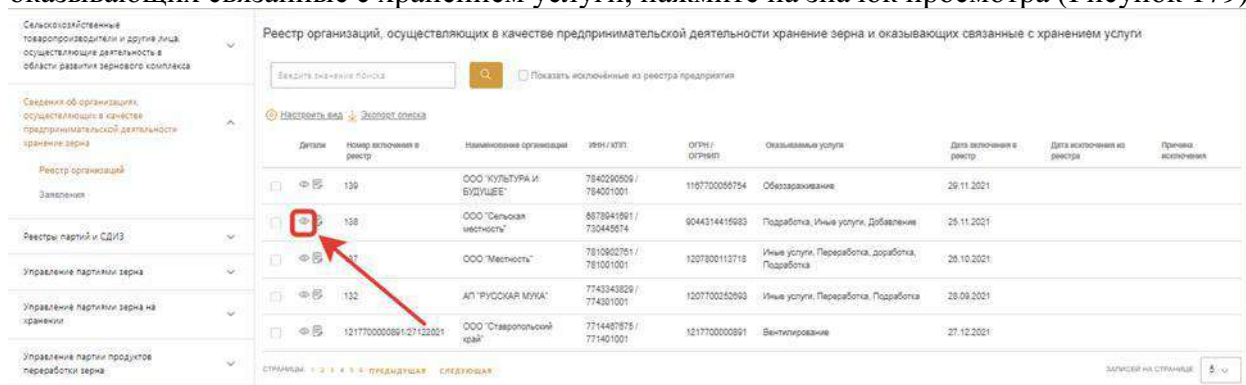 оказывающих связанные с хранением услуги, нажмите на значок просмотра (Рисунок 179)
Сельскохозяйственные
товаропроизводители и другие лица,
осуществляющие деятельность в
области развития зернового комплекса
Сведения об организациях,
осуществляющих в качестве
предпринимательской деятельности
хранение зерна
Реестр организаций
Заявления
Реестры партий и СДИЗ
Управление партиями зерна
Управление партиями зерна на
хранении
Управление партии продуктов
переработки зерна
Реестр организаций, осуществляющих в качестве предпринимательской деятельности хранение зерна и оказывающих связанные с хранением услуги
Введите значение поиска
Показать исключённые из реестра предприятия
Настроить вид Экспорт списка
Детали Номер включения в реестр Наименование организации ИНН / КПП ОГРН / ОГРНИП Оказываемые услуги Дата включения в реестр Дата исключения из реестра Причина исключения
139 ООО "КУЛЬТУРА И БУДУЩЕЕ" 7840290509 / 784001001 1167700056754 Обеззараживание 29.11.2021
138 ООО "Сельская местность" 6678941691 / 730445674 9044314415983 Подработка, Иные услуги, Добавление 25.11.2021
ООО "Местность" 7810902751 / 781001001 1207800113718 Иные услуги, Переработка, доработка, Подработка 26.10.2021
132 АП "РУССКАЯ МУКА" 7743343829 / 774301001 1207700252693 Иные услуги, Переработка, Подработка 28.09.2021
1217700000891/27122021 ООО "Ставропольский край" 7714467675 / 771401001 1217700000891 Вентилирование 27.12.2021
СТРАНИЦЫ: 1 2 3 4 5 6 ПРЕДЫДУЩАЯ СЛЕДУЮЩАЯ
ЗАПИСЕЙ НА СТРАНИЦЕ 5